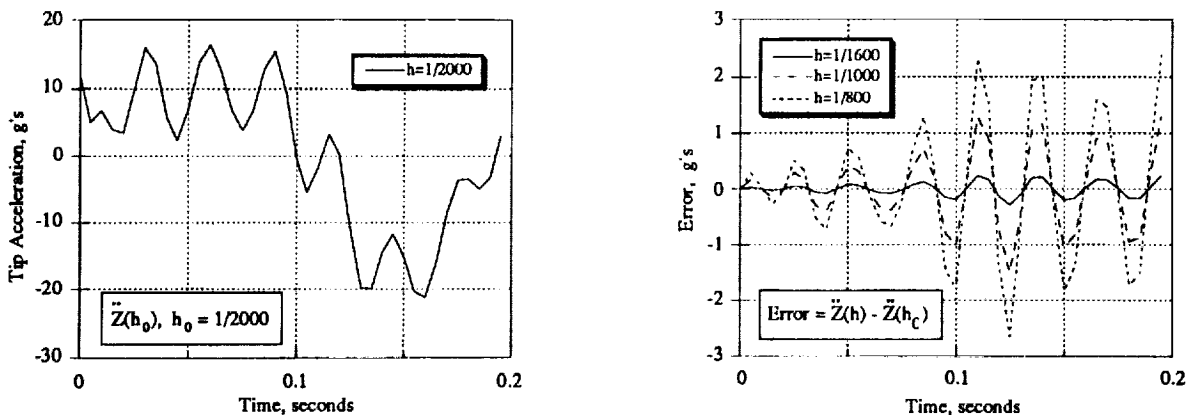 20
10
0
-10
-20
-30
Tip Acceleration, g's
h=1/2000
Z̈(h₀), h₀ = 1/2000
0
0.1
0.2
Time, seconds
3
2
1
0
-1
-2
-3
Error, g's
h=1/1600
h=1/1000
h=1/800
Error = Z̈(h) - Z̈(h_C)
0
0.1
0.2
Time, seconds